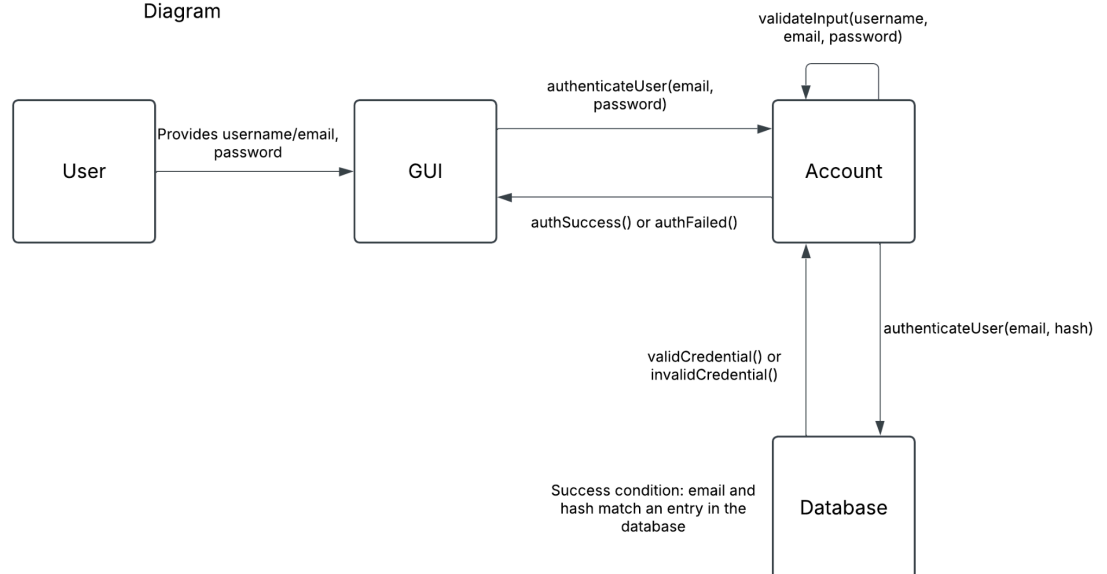 Diagram
validateInput(username,
email, password)
authenticateUser(email,
password)
Provides username/email,
password
User
GUI
Account
authSuccess() or authFailed()
authenticateUser(email, hash)
validCredential() or
invalidCredential()
Success condition: email and
hash match an entry in the
database
Database